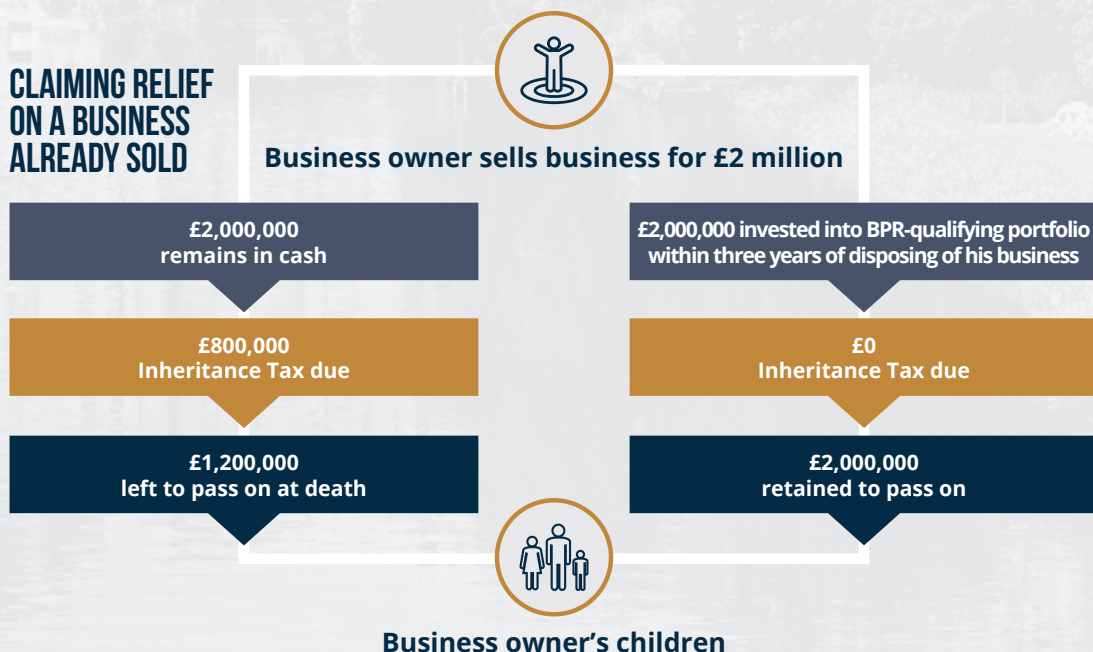 CLAIMING RELIEF
ON A BUSINESS
ALREADY SOLD
Business owner sells business for £2 million
£2,000,000
remains in cash
£800,000
Inheritance Tax due
£1,200,000
left to pass on at death
£2,000,000 invested into BPR-qualifying portfolio
within three years of disposing of his business
£0
Inheritance Tax due
£2,000,000
retained to pass on
Business owner’s children